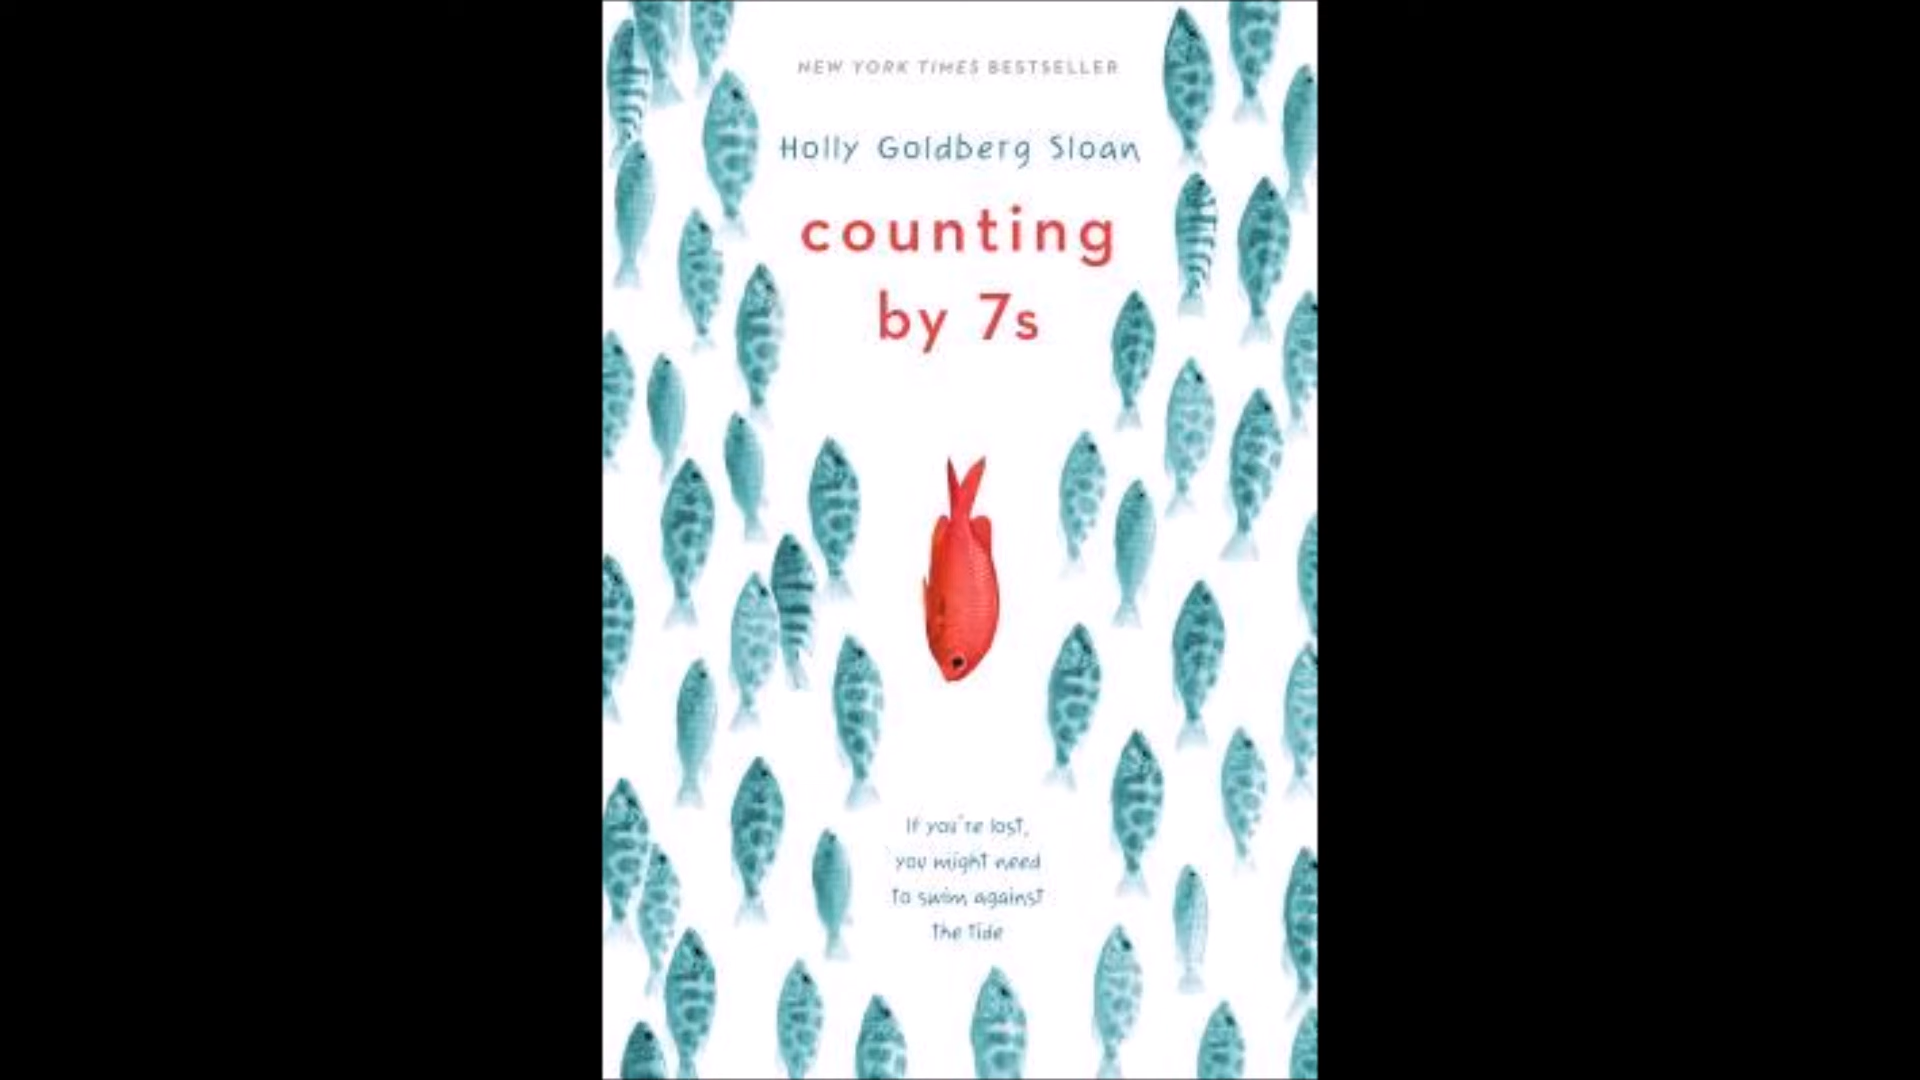 NEW YORK TIMES BESTSELLER
Holly Goldberg Sloan
counting
by 7s
If you're lost,
you might need
to swim against
the tide